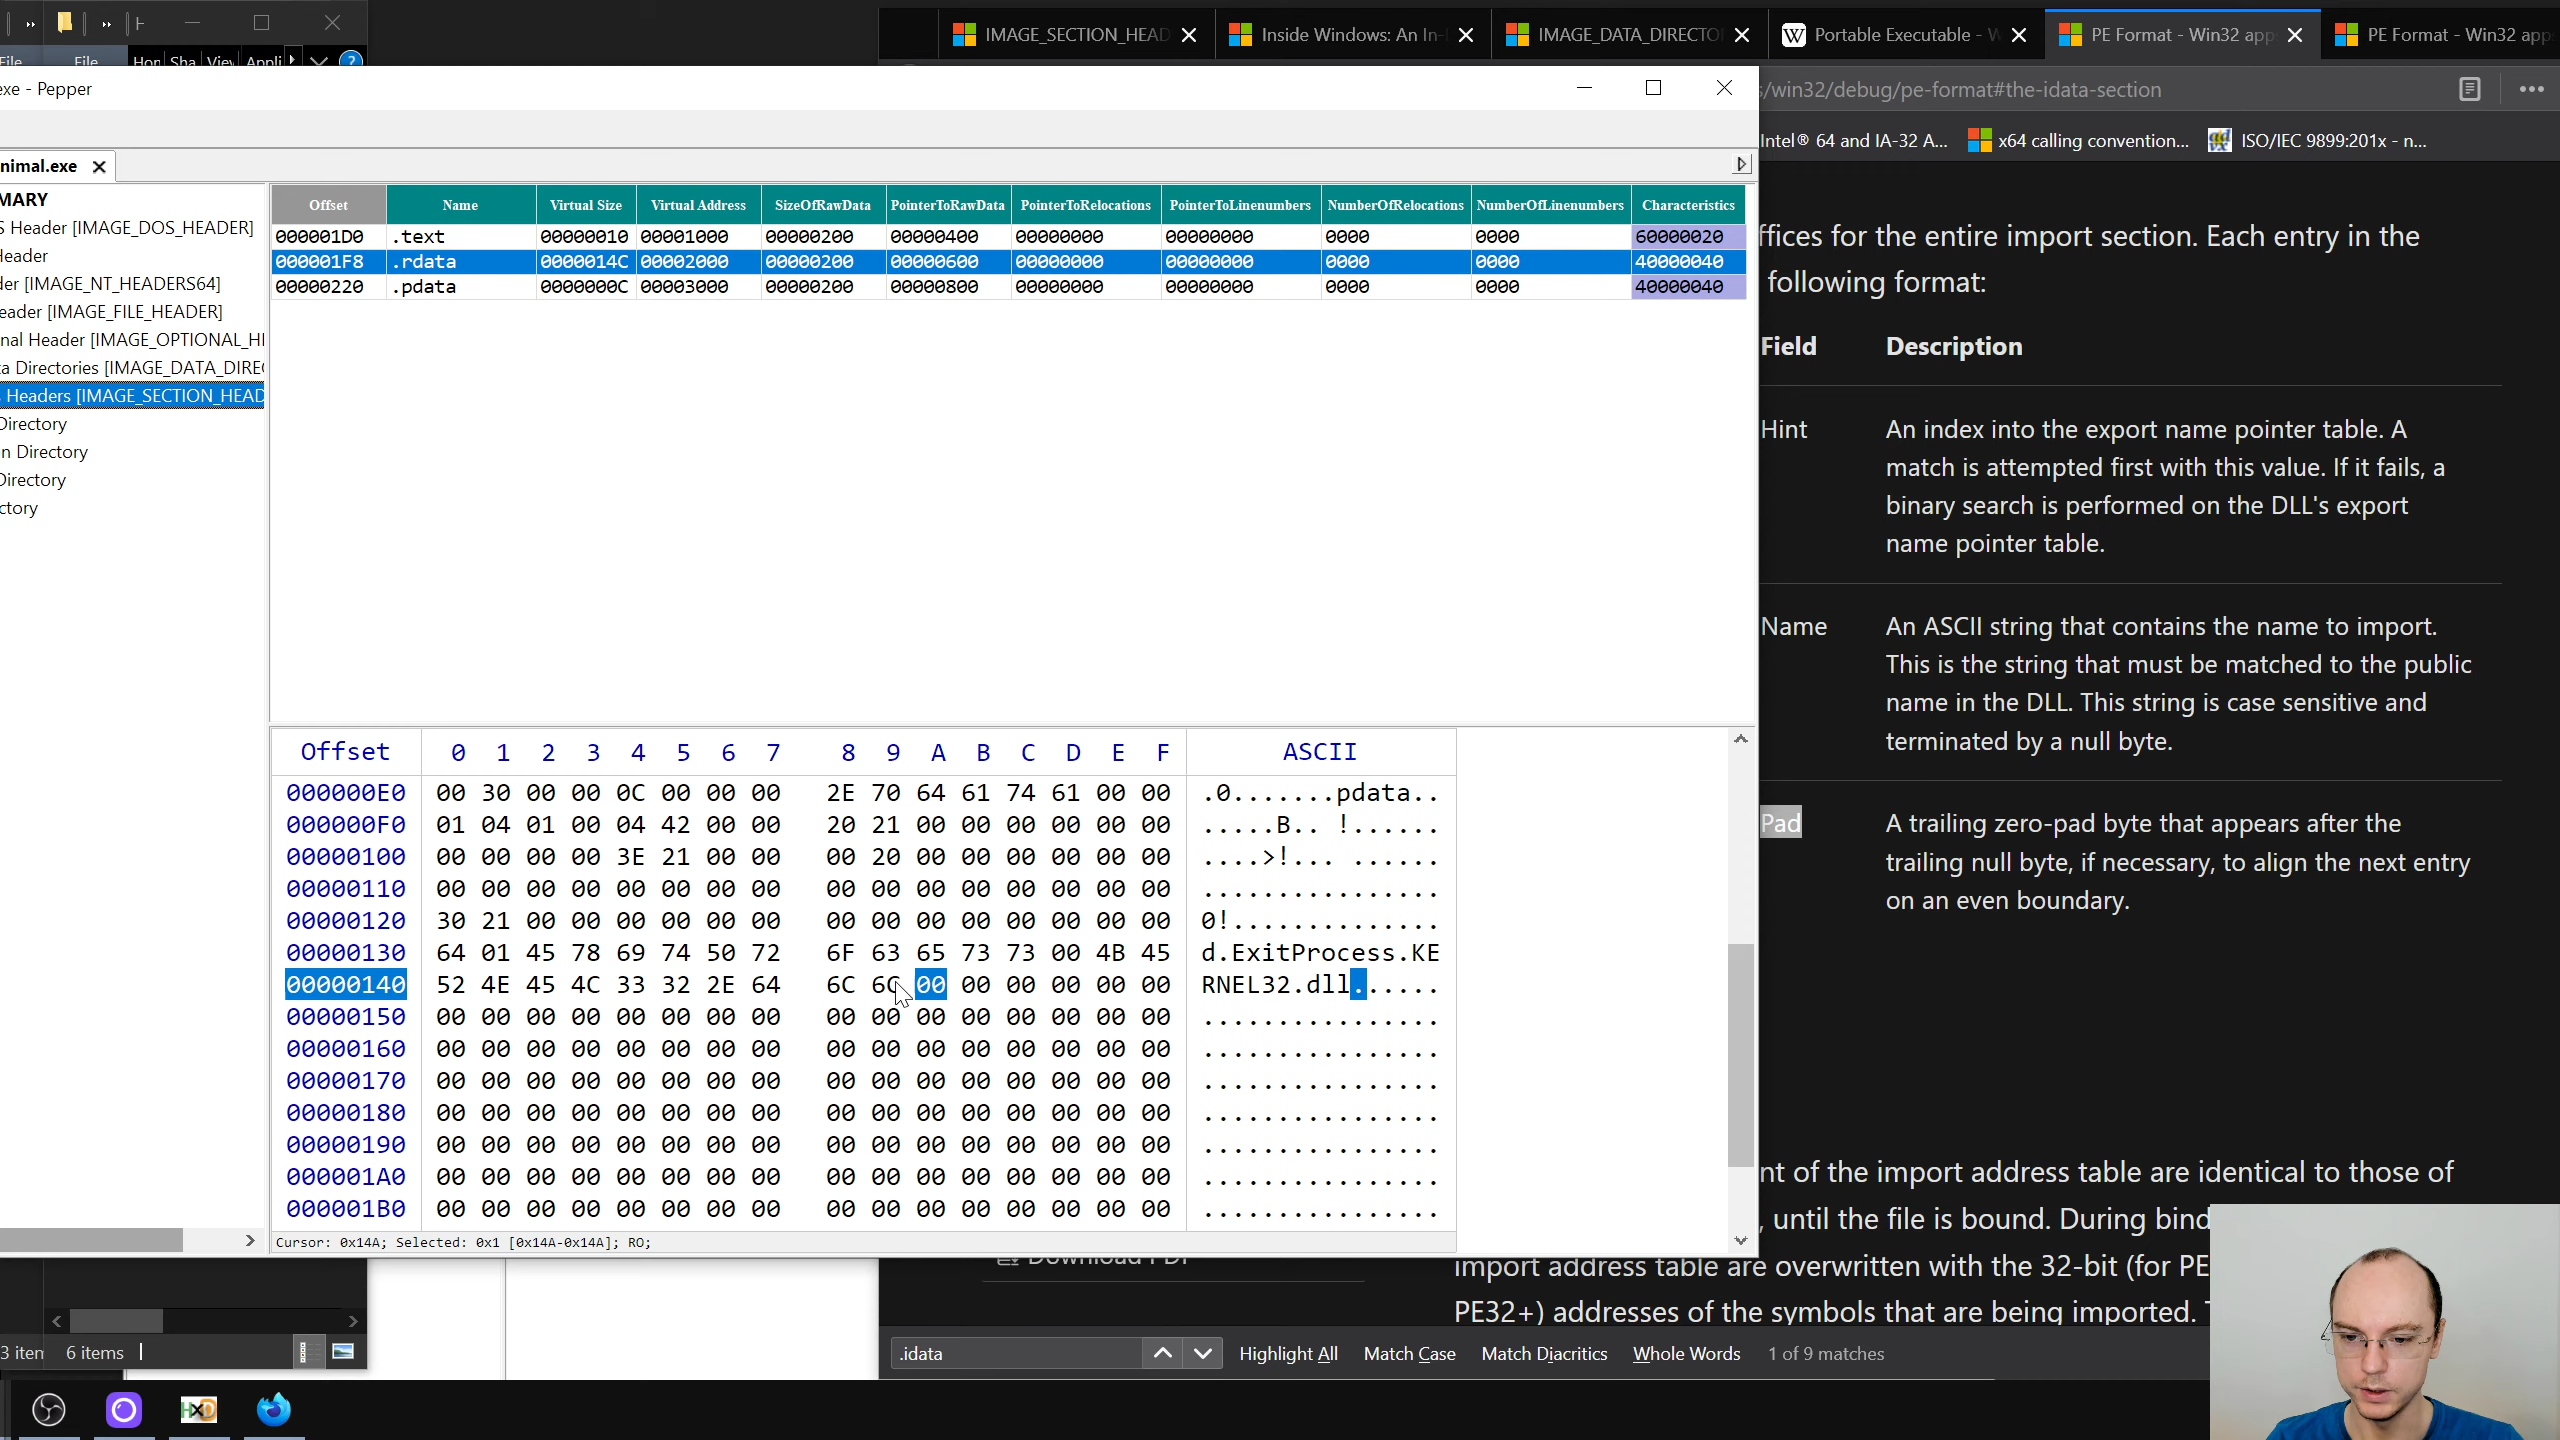 File File Hor Sha Viev Appli
IMAGE_SECTION_HEAD Inside Windows: An In- IMAGE_DATA_DIRECTO Portable Executable - W PE Format - Win32 app PE Format - Win32 app
exe - Pepper
/win32/debug/pe-format#the-idata-section
Intel® 64 and IA-32 A... x64 calling convention... ISO/IEC 9899:201x - n...
nimal.exe
MARY
S Header [IMAGE_DOS_HEADER]
Header
der [IMAGE_NT_HEADERS64]
eader [IMAGE_FILE_HEADER]
nal Header [IMAGE_OPTIONAL_HI
ta Directories [IMAGE_DATA_DIRE
s Headers [IMAGE_SECTION_HEAD
Directory
n Directory
Directory
ctory
Offset Name Virtual Size Virtual Address SizeOfRawData PointerToRawData PointerToRelocations PointerToLinenumbers NumberOfRelocations NumberOfLinenumbers Characteristics
000001D0 .text 00000010 00001000 00000200 00000400 00000000 00000000 0000 0000 60000020
000001F8 .rdata 0000014C 00002000 00000200 00000600 00000000 00000000 0000 0000 40000040
00000220 .pdata 0000000C 00003000 00000200 00000800 00000000 00000000 0000 0000 40000040
Offset 0 1 2 3 4 5 6 7 8 9 A B C D E F ASCII
000000E0 00 30 00 00 0C 00 00 00 2E 70 64 61 74 61 00 00 .0.......pdata..
000000F0 01 04 01 00 04 42 00 00 20 21 00 00 00 00 00 00 .....B.. !......
00000100 00 00 00 00 3E 21 00 00 00 20 00 00 00 00 00 00 ....>!... ......
00000110 00 00 00 00 00 00 00 00 00 00 00 00 00 00 00 00 ................
00000120 30 21 00 00 00 00 00 00 00 00 00 00 00 00 00 00 0!..............
00000130 64 01 45 78 69 74 50 72 6F 63 65 73 73 00 4B 45 d.ExitProcess.KE
00000140 52 4E 45 4C 33 32 2E 64 6C 6C 00 00 00 00 00 00 RNEL32.dll......
00000150 00 00 00 00 00 00 00 00 00 00 00 00 00 00 00 00 ................
00000160 00 00 00 00 00 00 00 00 00 00 00 00 00 00 00 00 ................
00000170 00 00 00 00 00 00 00 00 00 00 00 00 00 00 00 00 ................
00000180 00 00 00 00 00 00 00 00 00 00 00 00 00 00 00 00 ................
00000190 00 00 00 00 00 00 00 00 00 00 00 00 00 00 00 00 ................
000001A0 00 00 00 00 00 00 00 00 00 00 00 00 00 00 00 00 ................
000001B0 00 00 00 00 00 00 00 00 00 00 00 00 00 00 00 00 ................
Cursor: 0x14A; Selected: 0x1 [0x14A-0x14A]; RO;
ffices for the entire import section. Each entry in the
following format:
Field Description
Hint An index into the export name pointer table. A
match is attempted first with this value. If it fails, a
binary search is performed on the DLL's export
name pointer table.
Name An ASCII string that contains the name to import.
This is the string that must be matched to the public
name in the DLL. This string is case sensitive and
terminated by a null byte.
Pad A trailing zero-pad byte that appears after the
trailing null byte, if necessary, to align the next entry
on an even boundary.
nt of the import address table are identical to those of
, until the file is bound. During bind
import address table are overwritten with the 32-bit (for PE
PE32+) addresses of the symbols that are being imported.
Download PDF
.idata Highlight All Match Case Match Diacritics Whole Words 1 of 9 matches
3 item 6 items
HxD